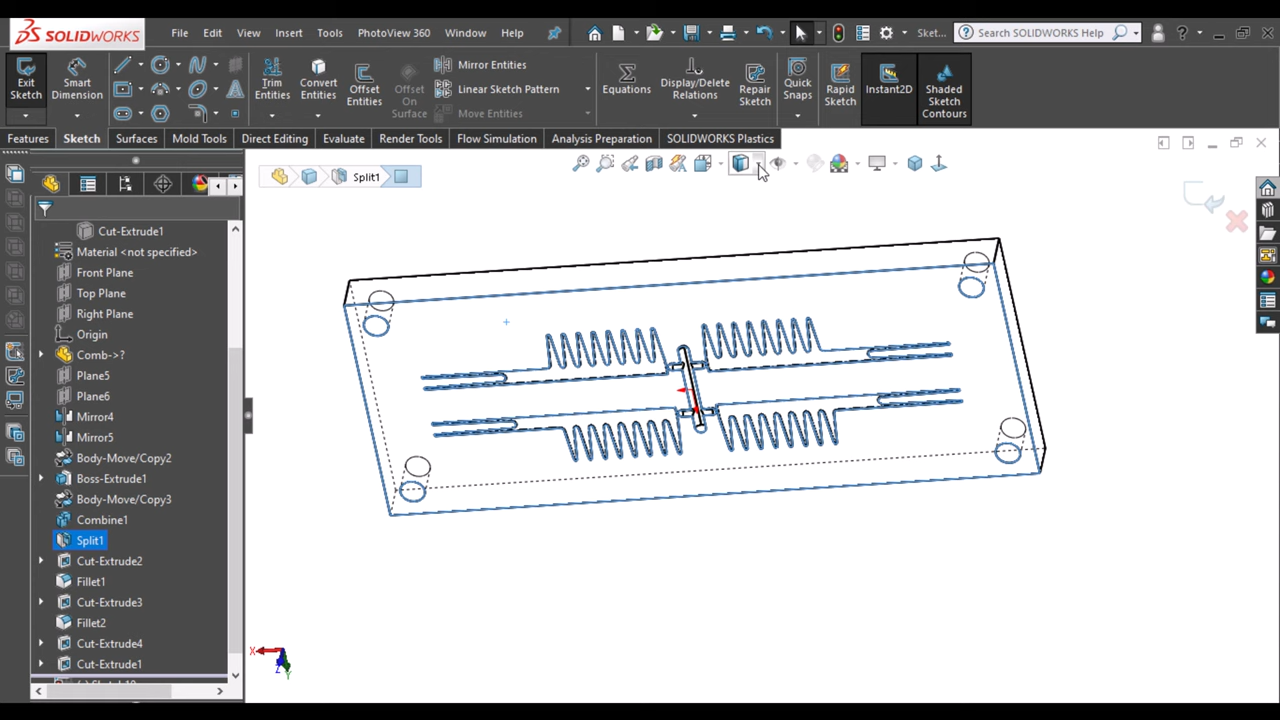 SOLIDWORKS
File
Edit
View
Insert
Tools
PhotoView 360
Window
Help
Sket...
Search SOLIDWORKS Help
Exit
Sketch
Smart
Dimension
Trim
Entities
Convert
Entities
Offset
Entities
Offset
On
Surface
Mirror Entities
Linear Sketch Pattern
Move Entities
Equations
Display/Delete
Relations
Repair
Sketch
Quick
Snaps
Rapid
Sketch
Instant2D
Shaded
Sketch
Contours
Features
Sketch
Surfaces
Mold Tools
Direct Editing
Evaluate
Render Tools
Flow Simulation
Analysis Preparation
SOLIDWORKS Plastics
Split1
Cut-Extrude1
Material <not specified>
Front Plane
Top Plane
Right Plane
Origin
Comb->?
Plane5
Plane6
Mirror4
Mirror5
Body-Move/Copy2
Boss-Extrude1
Body-Move/Copy3
Combine1
Split1
Cut-Extrude2
Fillet1
Cut-Extrude3
Fillet2
Cut-Extrude4
Cut-Extrude1
X
Z
Y